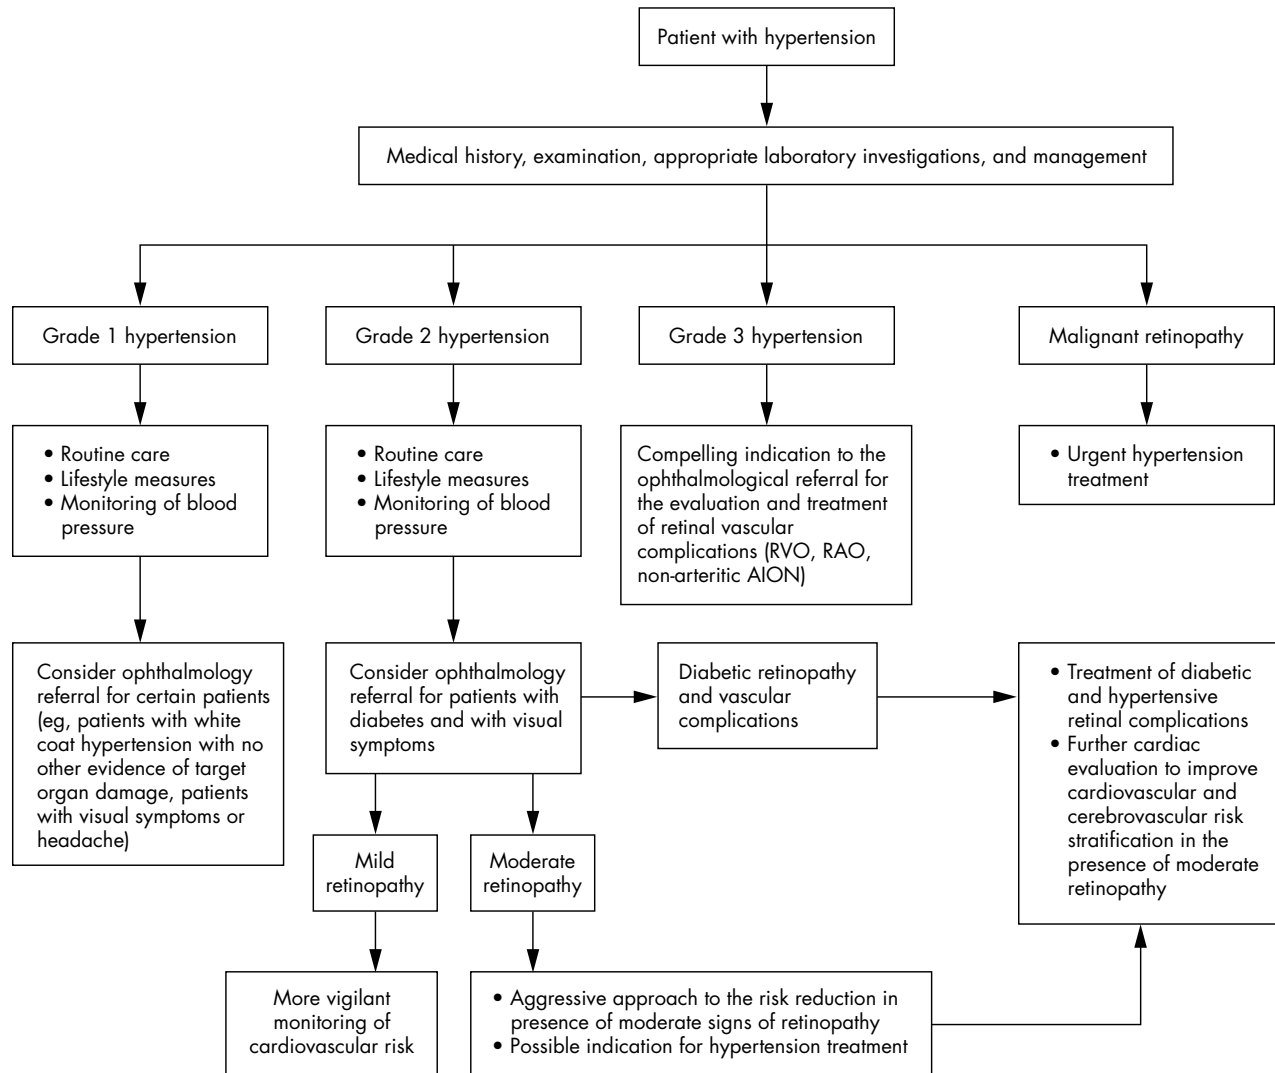 Patient with hypertension
Medical history, examination, appropriate laboratory investigations, and management
Grade 1 hypertension
Grade 2 hypertension
Grade 3 hypertension
Malignant retinopathy
• Routine care
• Lifestyle measures
• Monitoring of blood
pressure
• Routine care
• Lifestyle measures
• Monitoring of blood
pressure
Compelling indication to the
ophthalmological referral for
the evaluation and treatment
of retinal vascular
complications (RVO, RAO,
non-arteritic AION)
• Urgent hypertension
treatment
Consider ophthalmology
referral for certain patients
(eg, patients with white
coat hypertension with no
other evidence of target
organ damage, patients
with visual symptoms or
headache)
Consider ophthalmology
referral for patients with
diabetes and with visual
symptoms
Diabetic retinopathy
and vascular
complications
• Treatment of diabetic
and hypertensive
retinal complications
• Further cardiac
evaluation to improve
cardiovascular and
cerebrovascular risk
stratification in the
presence of moderate
retinopathy
Mild
retinopathy
Moderate
retinopathy
More vigilant
monitoring of
cardiovascular risk
• Aggressive approach to the risk reduction in
presence of moderate signs of retinopathy
• Possible indication for hypertension treatment